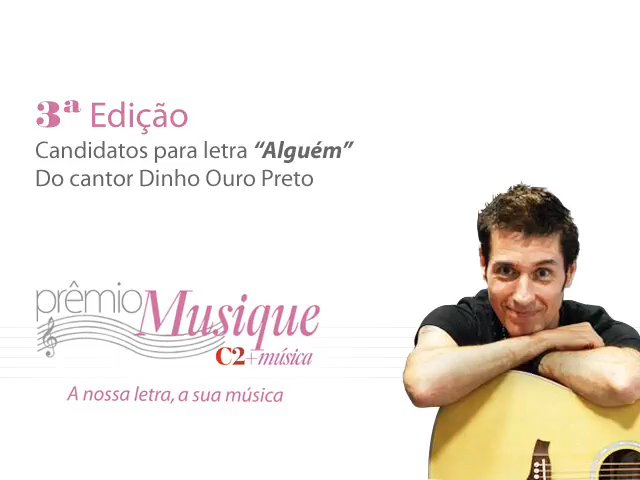 3ª Edição
Candidatos para letra “Alguém”
Do cantor Dinho Ouro Preto
prêmio Musique
C2+música
A nossa letra, a sua música